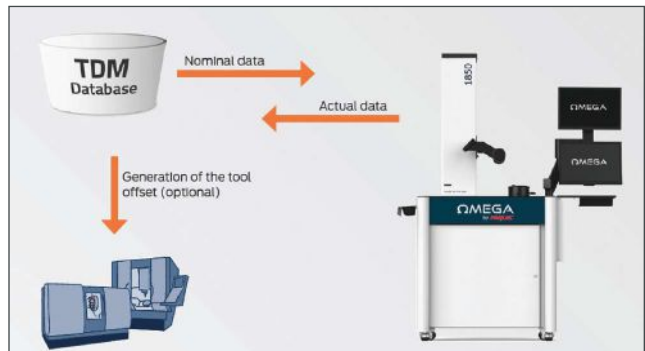 TDM
Database
Nominal data
Actual data
Generation of the tool
offset (optional)
1850
ΩMEGA
ΩMEGA
ΩMEGA